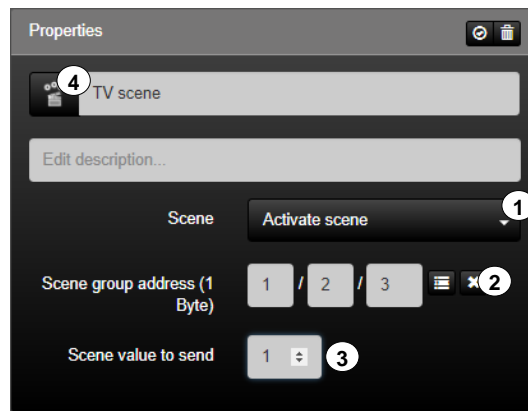 Properties
4
TV scene
Edit description...
1
Scene Activate scene
Scene group address (1 1 / 2 / 3 2
Byte)
Scene value to send 1 3